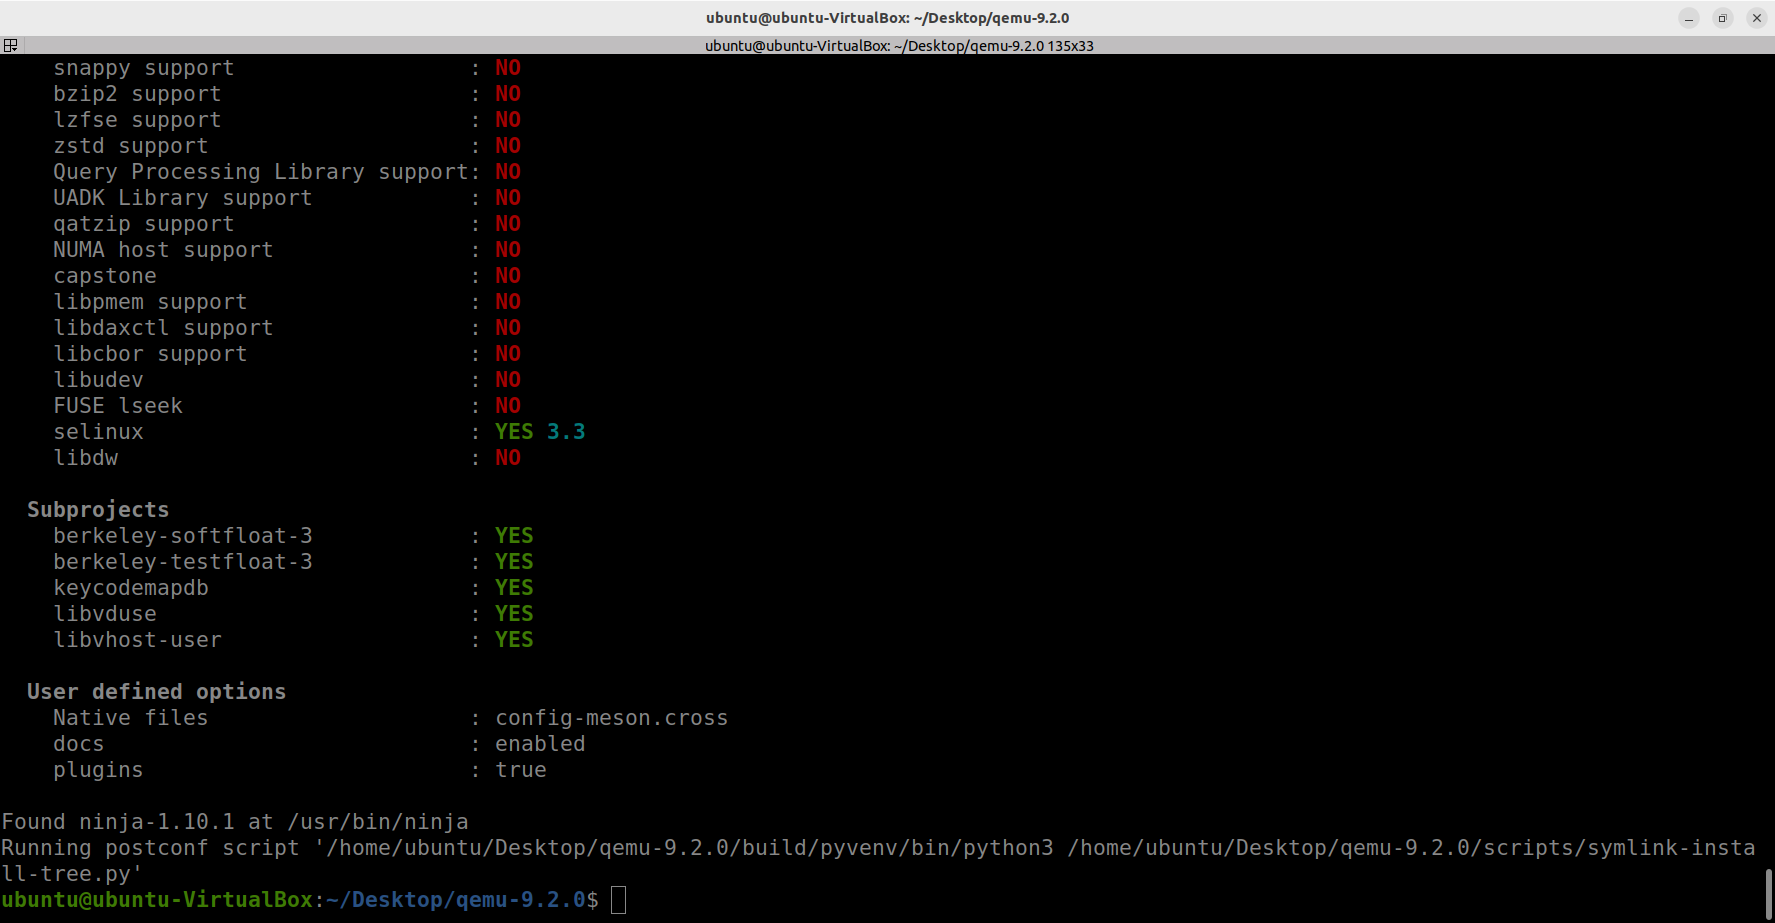 ubuntu@ubuntu-VirtualBox: ~/Desktop/qemu-9.2.0
ubuntu@ubuntu-VirtualBox: ~/Desktop/qemu-9.2.0 135x33
snappy support : NO
bzip2 support : NO
lzfse support : NO
zstd support : NO
Query Processing Library support: NO
UADK Library support : NO
qatzip support : NO
NUMA host support : NO
capstone : NO
libpmem support : NO
libdaxctl support : NO
libcbor support : NO
libudev : NO
FUSE lseek : NO
selinux : YES 3.3
libdw : NO
Subprojects
berkeley-softfloat-3 : YES
berkeley-testfloat-3 : YES
keycodemapdb : YES
libvduse : YES
libvhost-user : YES
User defined options
Native files : config-meson.cross
docs : enabled
plugins : true
Found ninja-1.10.1 at /usr/bin/ninja
Running postconf script '/home/ubuntu/Desktop/qemu-9.2.0/build/pyvenv/bin/python3 /home/ubuntu/Desktop/qemu-9.2.0/scripts/symlink-insta
ll-tree.py'
ubuntu@ubuntu-VirtualBox:~/Desktop/qemu-9.2.0$